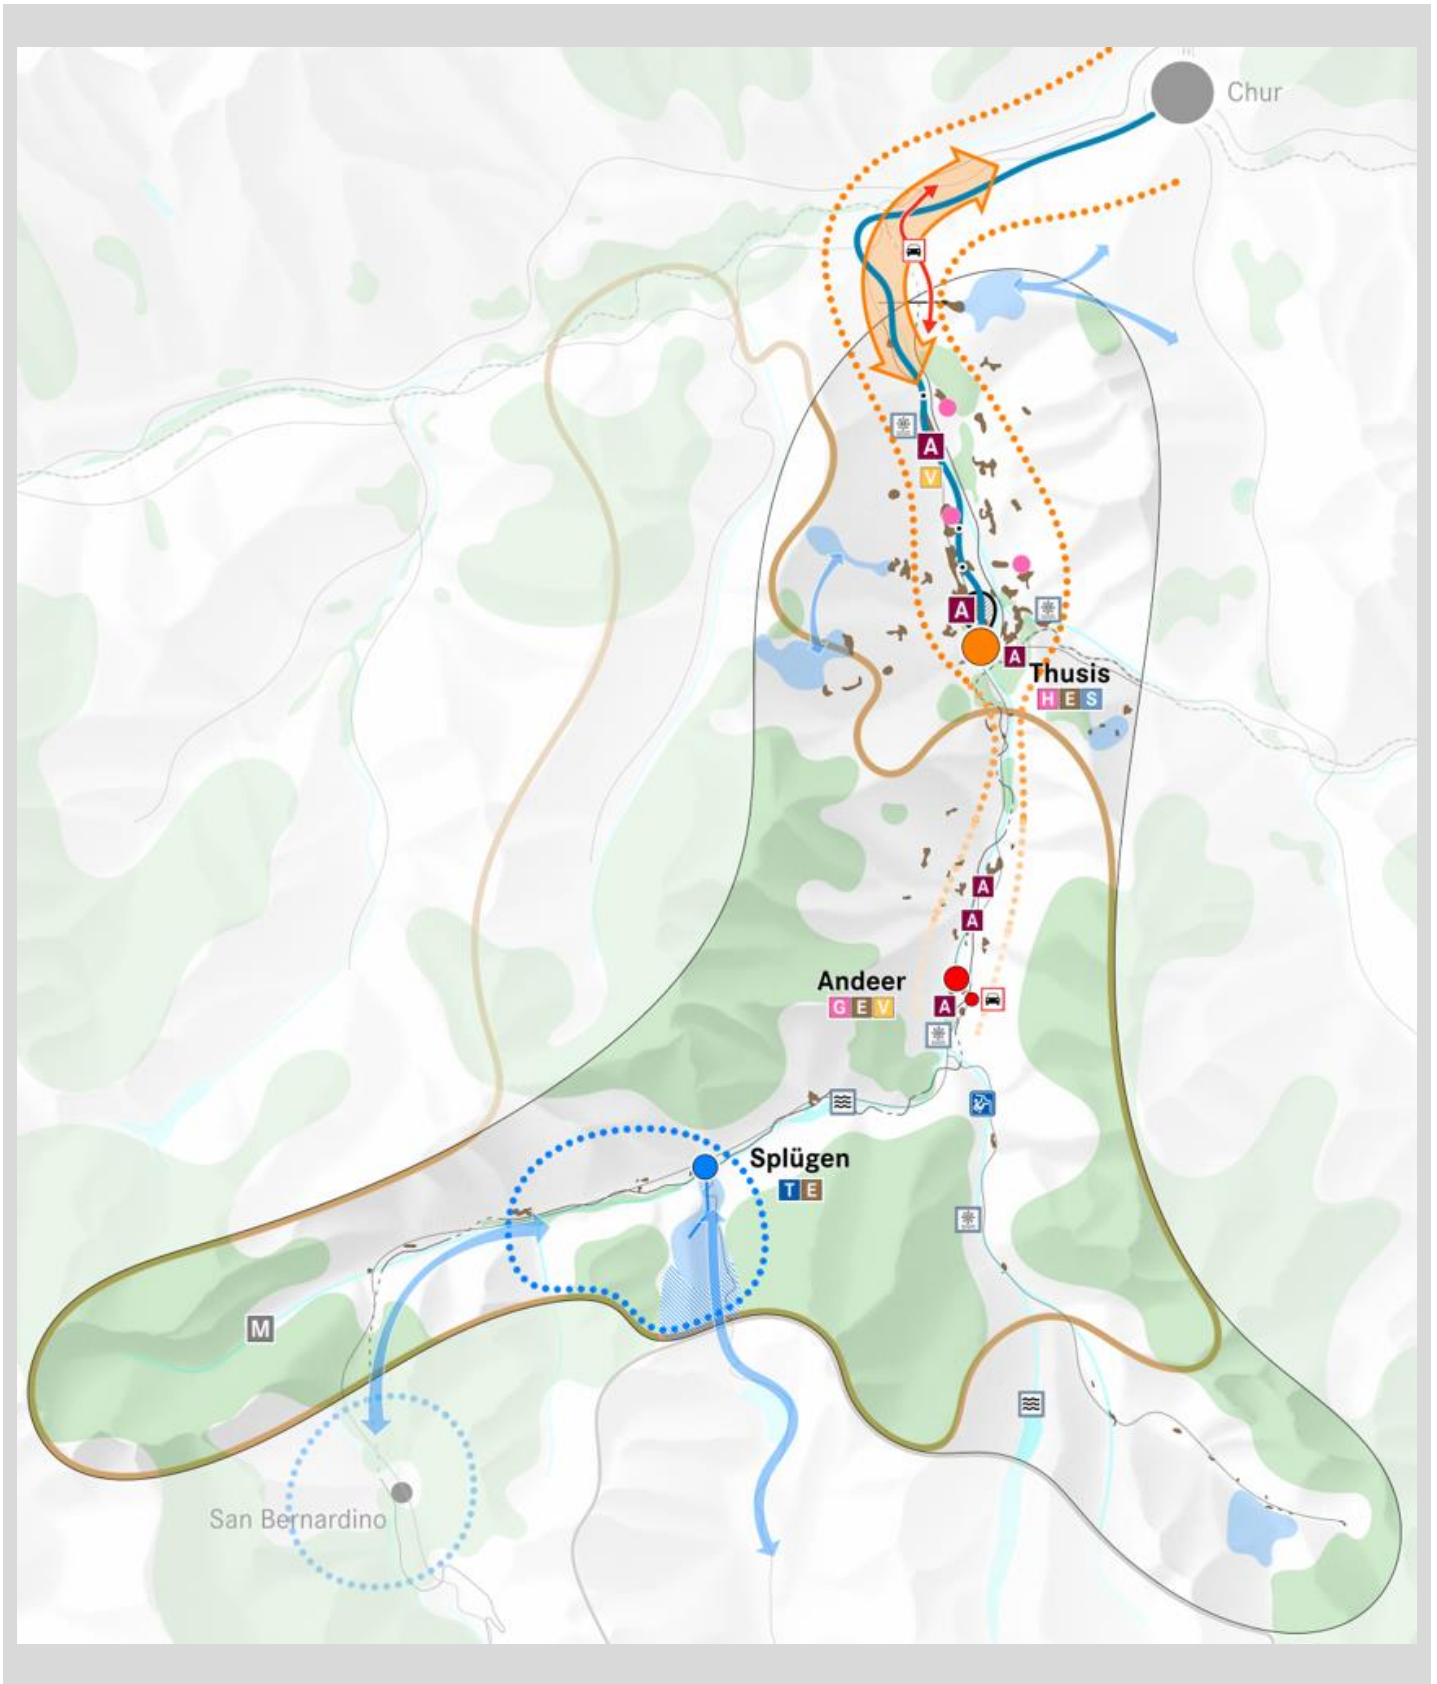 Chur
A
V
A
A
Thusis
H E S
A
A
Andeer
G E V
A
Splügen
T E
M
San Bernardino